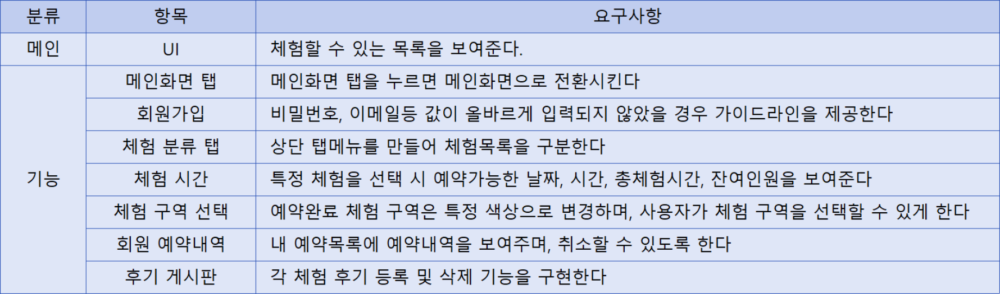 분류 항목 요구사항
메인 UI 체험할 수 있는 목록을 보여준다.
기능
메인화면 탭 메인화면 탭을 누르면 메인화면으로 전환시킨다
회원가입 비밀번호, 이메일등 값이 올바르게 입력되지 않았을 경우 가이드라인을 제공한다
체험 분류 탭 상단 탭메뉴를 만들어 체험목록을 구분한다
체험 시간 특정 체험을 선택 시 예약가능한 날짜, 시간, 총체험시간, 잔여인원을 보여준다
체험 구역 선택 예약완료 체험 구역은 특정 색상으로 변경하며, 사용자가 체험 구역을 선택할 수 있게 한다
회원 예약내역 내 예약목록에 예약내역을 보여주며, 취소할 수 있도록 한다
후기 게시판 각 체험 후기 등록 및 삭제 기능을 구현한다